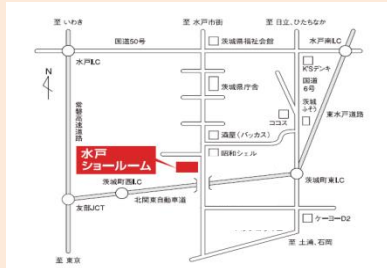 至 いわき
至 水戸市街
至 日立、ひたちなか
国道50号
茨城県福祉会館
水戸南I.C
水戸I.C
K'Sデンキ
国道
6号
N
茨城県庁舎
茨城
ふそう
東水戸道路
常磐高速道路
ココス
酒屋(バッカス)
昭和シェル
水戸
ショールーム
茨城町西I.C
茨城町東I.C
友部JCT
北関東自動車道
ケーヨーD2
至 土浦、石岡
至 東京